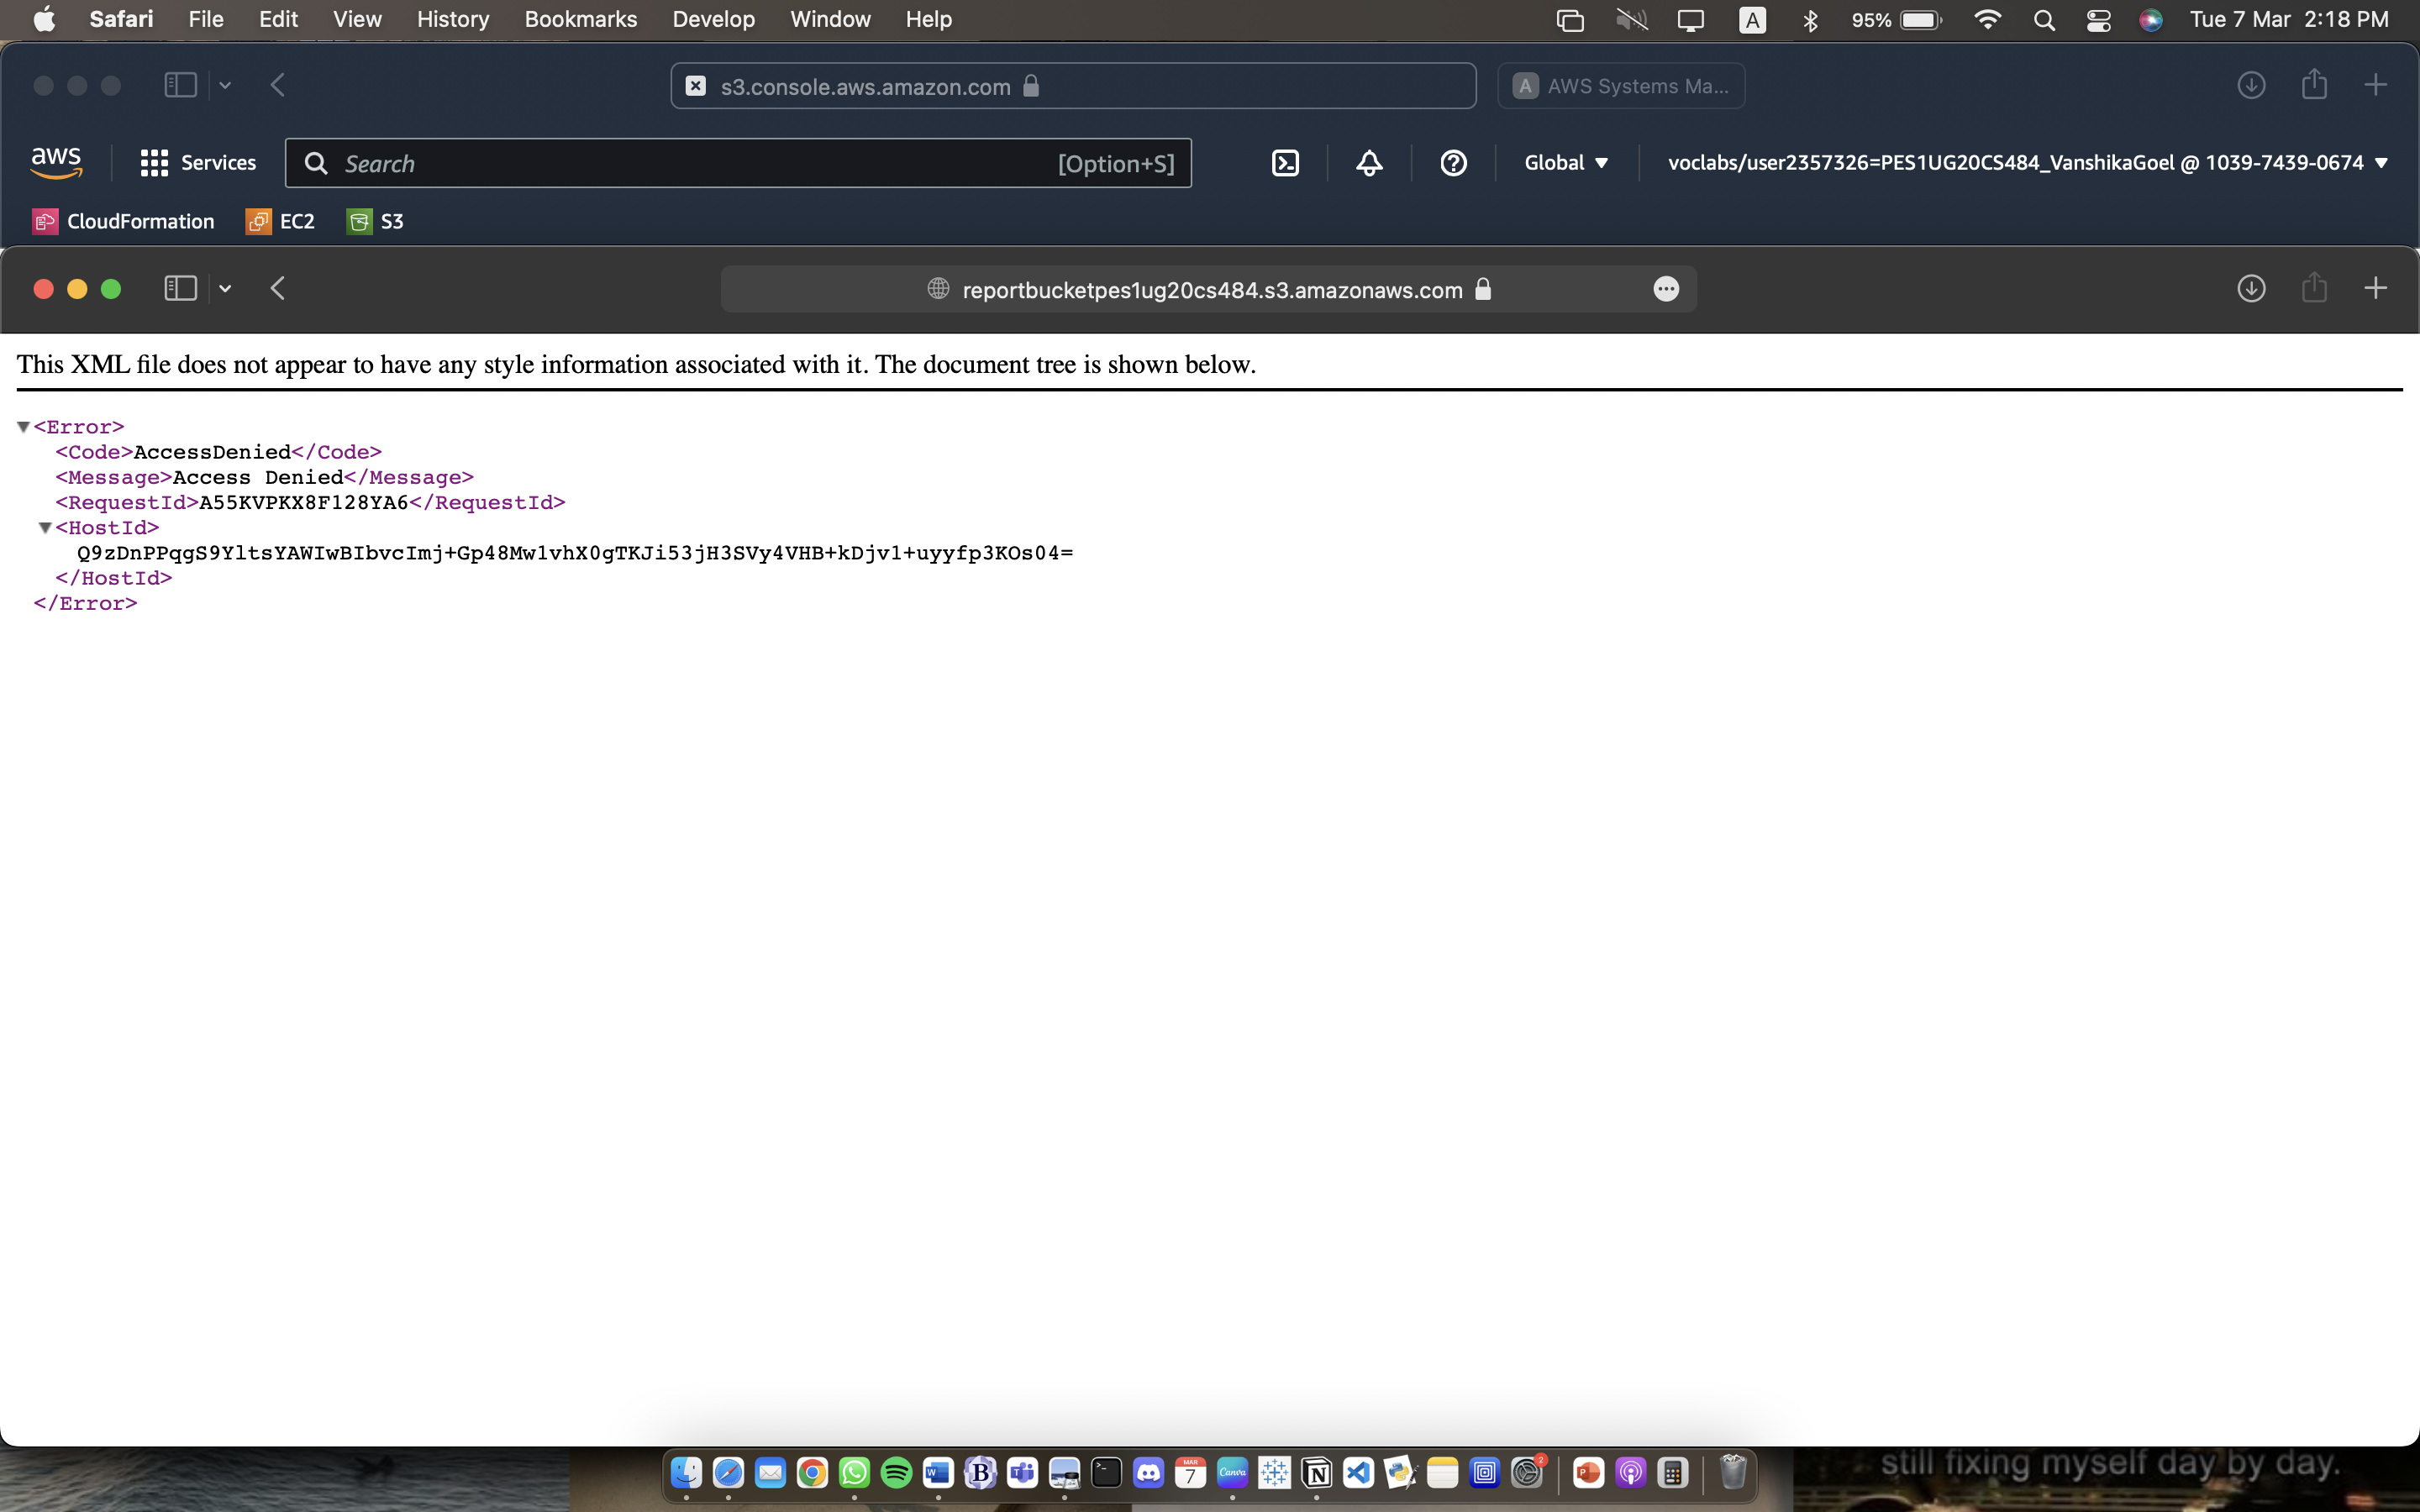 Safari File Edit View History Bookmarks Develop Window Help A 95% Tue 7 Mar 2:18 PM
s3.console.aws.amazon.com A AWS Systems Ma...
aws Services Search [Option+S] Global voclabs/user2357326=PES1UG20CS484_VanshikaGoel @ 1039-7439-0674
CloudFormation EC2 S3
reportbucketpes1ug20cs484.s3.amazonaws.com
This XML file does not appear to have any style information associated with it. The document tree is shown below.
<Error>
<Code>AccessDenied</Code>
<Message>Access Denied</Message>
<RequestId>A55KVPKX8F128YA6</RequestId>
<HostId>
Q9zDnPPqgS9YltsYAWIwBIbvcImj+Gp48Mw1vhX0gTKJi53jH3SVy4VHB+kDjv1+uyyfp3KOs04=
</HostId>
</Error>
still fixing myself day by day.
W B T MAR 7 Canva N 2 P